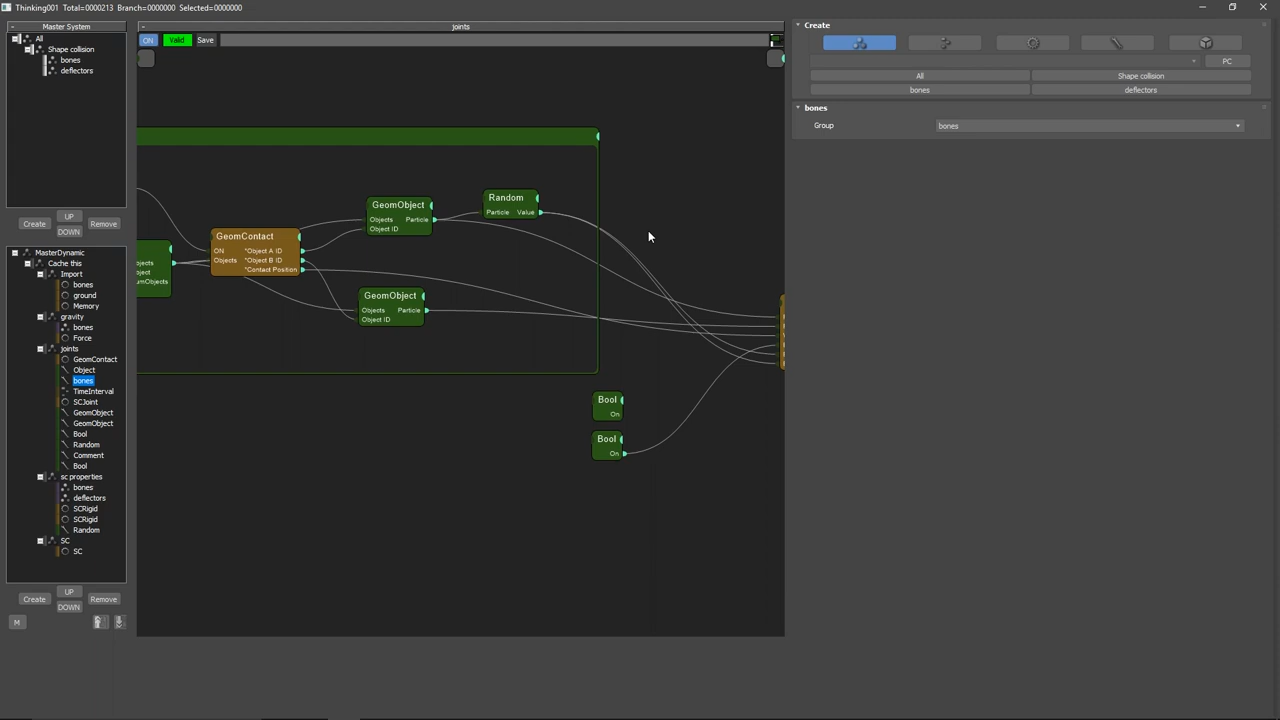 Thinking001 Total=0000213 Branch=0000000 Selected=0000000
Master System
All
Shape collision
bones
deflectors
Create
UP
DOWN
Remove
MasterDynamic
Cache this
Import
bones
ground
Memory
gravity
bones
Force
joints
GeomContact
Object
bones
TimeInterval
SCJoint
GeomObject
GeomObject
Bool
Random
Comment
Bool
sc properties
bones
deflectors
SCRigid
SCRigid
Random
SC
SC
Create
UP
DOWN
Remove
M
joints
ON
Valid
Save
GeomContact
ON
*Object A ID
Objects
*Object B ID
*Contact Position
GeomObject
Objects
Particle
Object ID
Random
Particle
Value
GeomObject
Objects
Particle
Object ID
Bool
On
Bool
On
Create
PC
All
Shape collision
bones
deflectors
bones
Group
bones